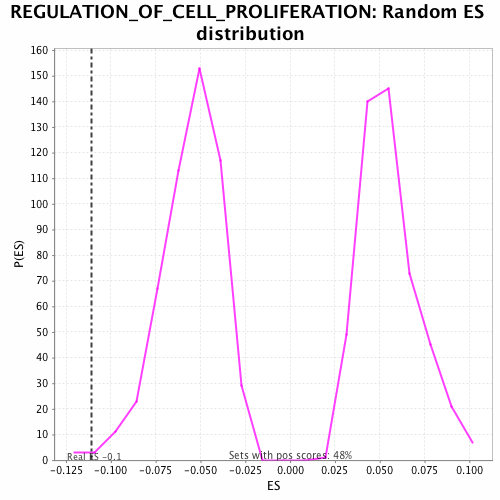 REGULATION_OF_CELL_PROLIFERATION: Random ES
distribution
160
150
140
130
120
110
100
90
80
70
60
50
40
30
20
10
0
P(ES)
Real ES -0.1
Sets with pos scores: 48%
-0.125 -0.100 -0.075 -0.050 -0.025 0.000 0.025 0.050 0.075 0.100
ES